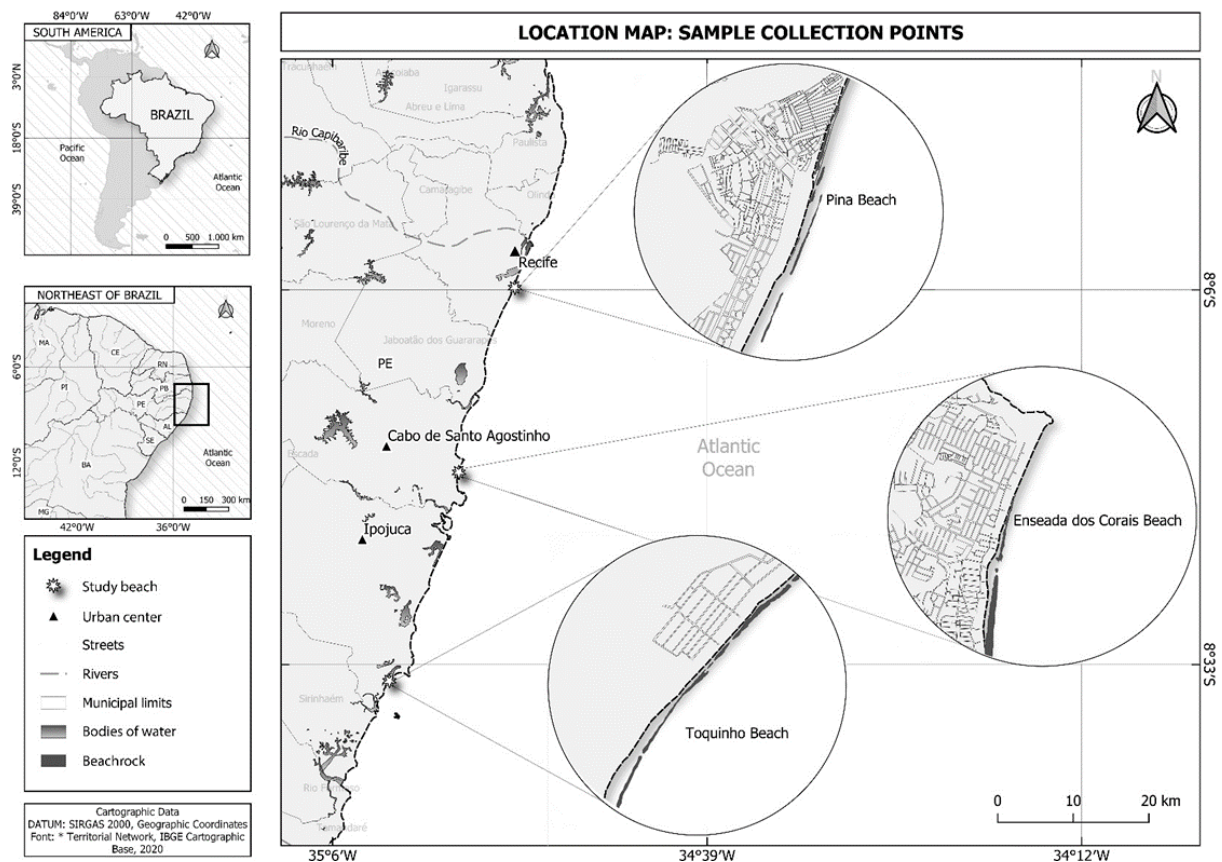 84°0'W 63°0'W 42°0'W
SOUTH AMERICA
3°N
18°0'S
39°0'S
BRAZIL
Pacific
Ocean
Atlantic
Ocean
0 500 1.000 km
NORTHEAST OF BRAZIL
6°0'S
12°0'S
MA
CE
RN
PI
PB
PE
AL
SE
BA
MG
Atlantic
Ocean
0 150 300 km
42°0'W 36°0'W
Legend
Study beach
Urban center
Streets
Rivers
Municipal limits
Bodies of water
Beachrock
Cartographic Data
DATUM: SIRGAS 2000, Geographic Coordinates
Font: * Territorial Network, IBGE Cartographic
Base, 2020
LOCATION MAP: SAMPLE COLLECTION POINTS
N
Igarassu
Abreu e Lima
Rio Capibaribe
Paulista
Camaragibe
Olind
São Lourenço da Mata
Recife
Pina Beach
8°6'S
Moreno
Jaboatão dos Guararapes
PE
Cabo de Santo Agostinho
Escada
Atlantic
Ocean
Ipojuca
Enseada dos Corais Beach
8°33'S
Sirinhaém
Toquinho Beach
Rio Formoso
Tamandaré
0 10 20 km
35°6'W 34°39'W 34°12'W